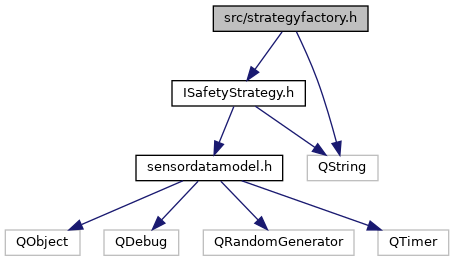 src/strategyfactory.h
ISafetyStrategy.h
sensordatamodel.h
QString
QObject
QDebug
QRandomGenerator
QTimer